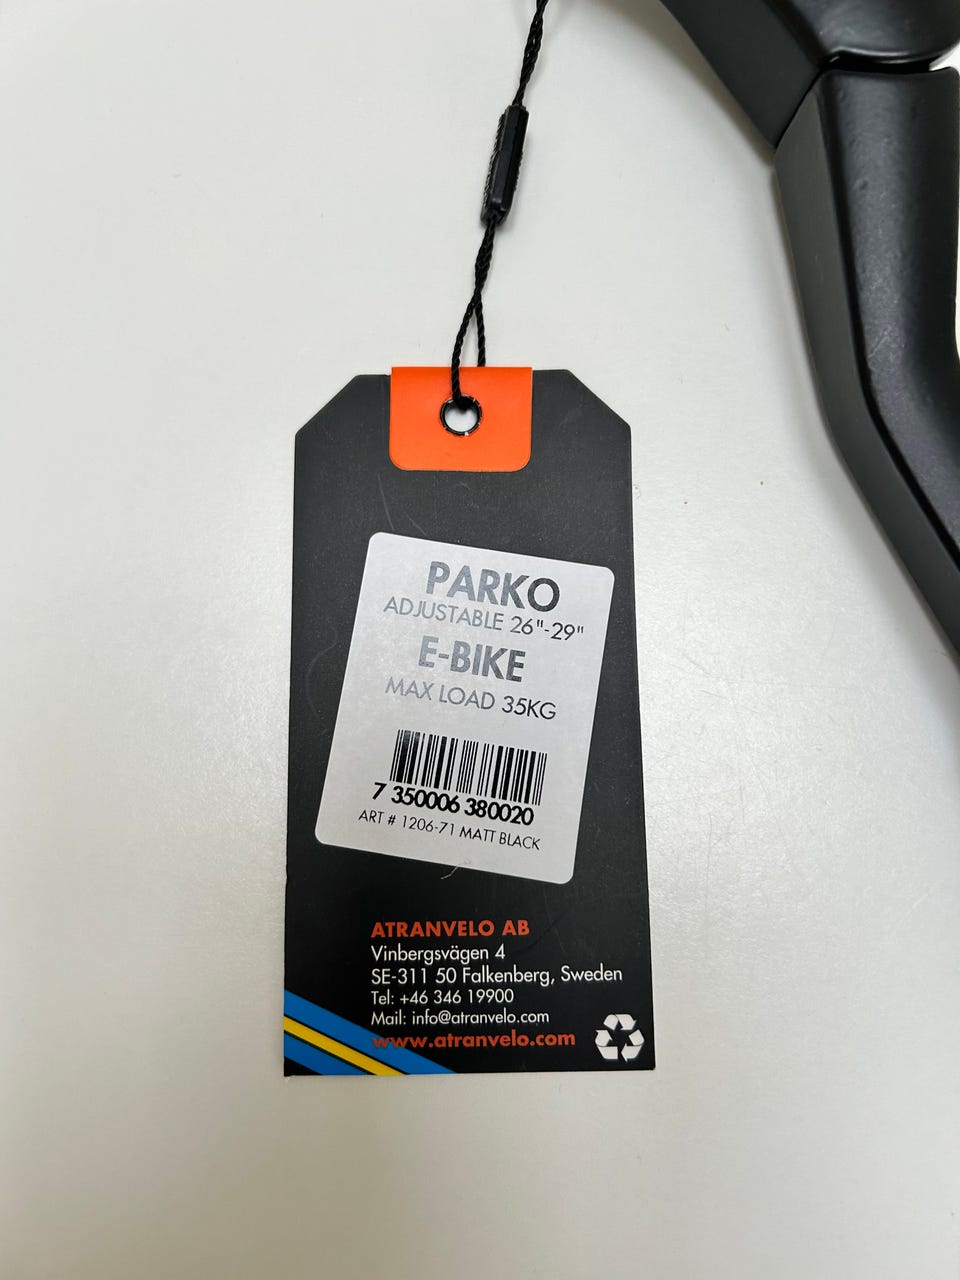 PARKO
ADJUSTABLE 26"-29"
E-BIKE
MAX LOAD 35KG
7 350006 380020
ART # 1206-71 MATT BLACK
ATRANVELO AB
Vinbergsvägen 4
SE-311 50 Falkenberg, Sweden
Tel: +46 346 19900
Mail: info@atranvelo.com
www.atranvelo.com